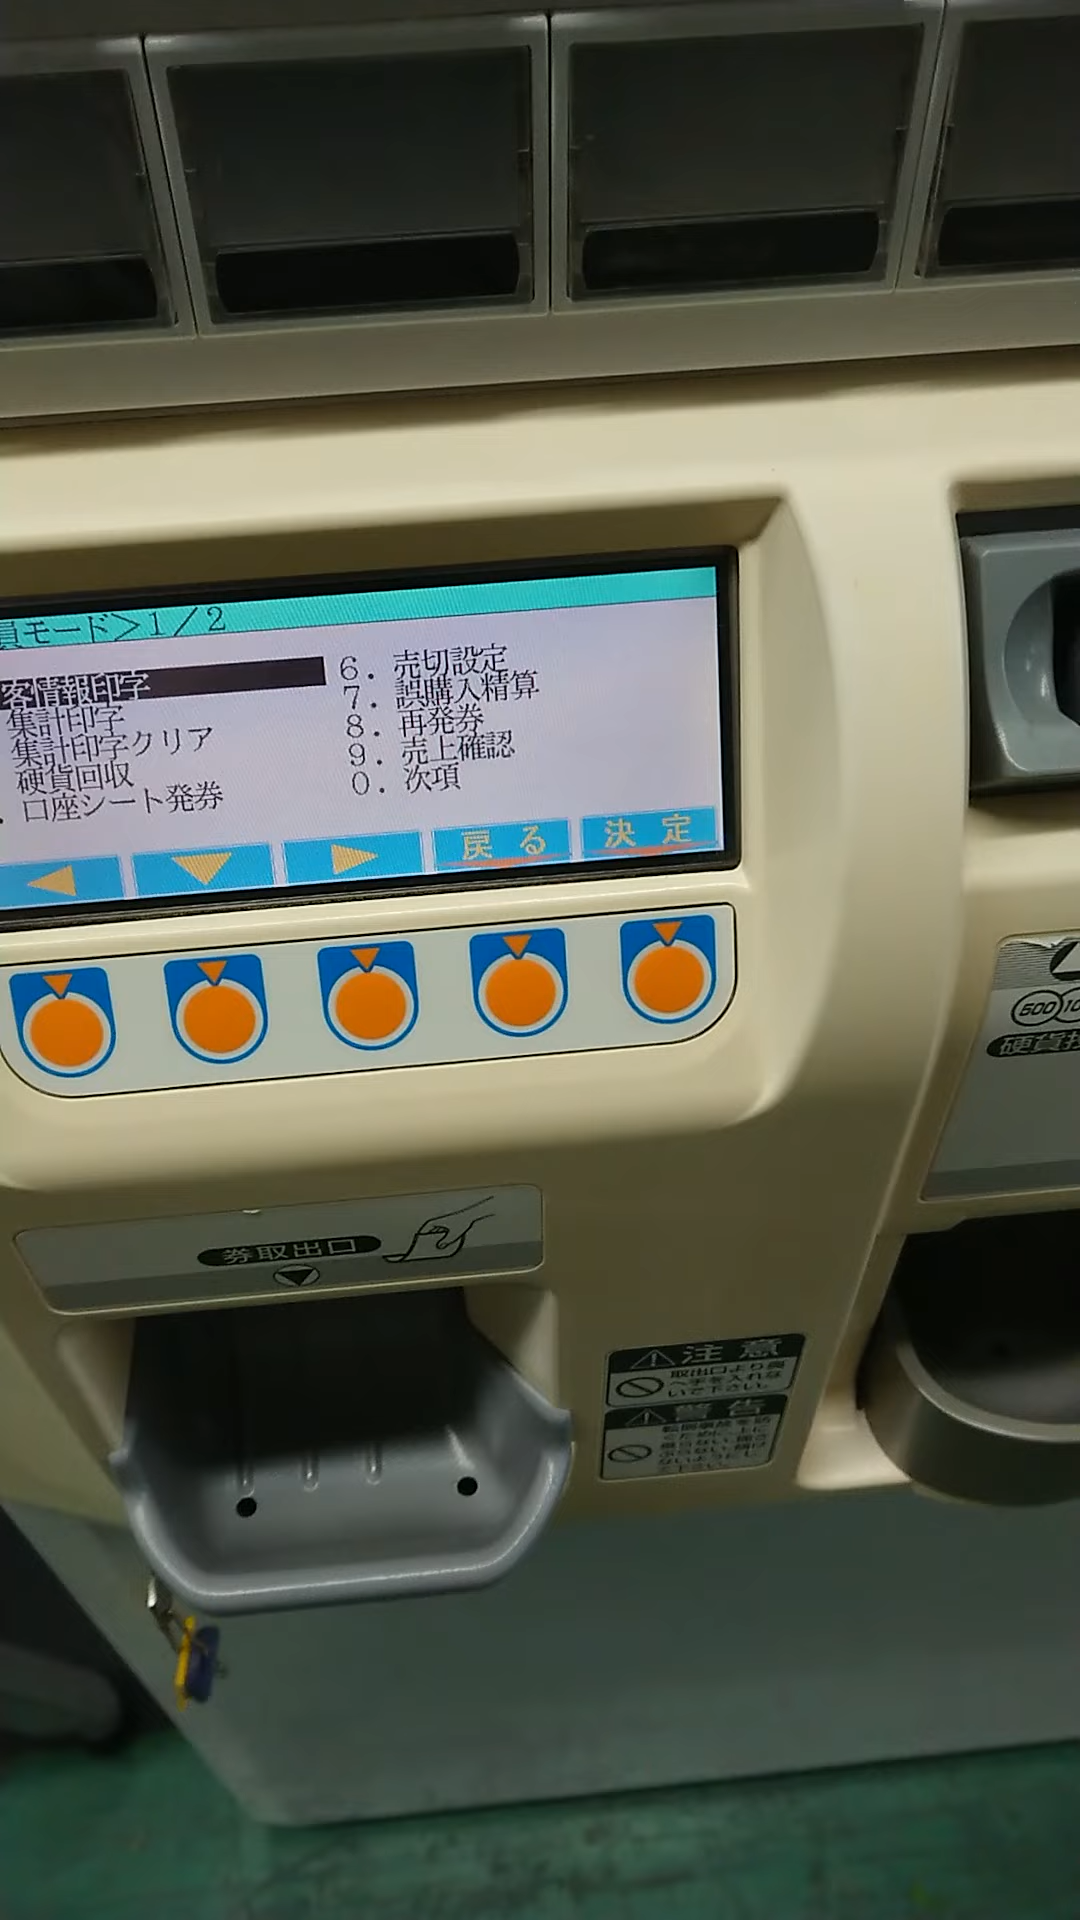 員モード＞1／2
客情報印字
集計印字
集計印字クリア
硬貨回収
. 口座シート発券
6. 売切設定
7. 誤購入精算
8. 再発券
9. 売上確認
0. 次項
戻る
決定
500
硬貨
券取出口
注意
取出口より奥
へ手を入れな
いで下さい。
警告